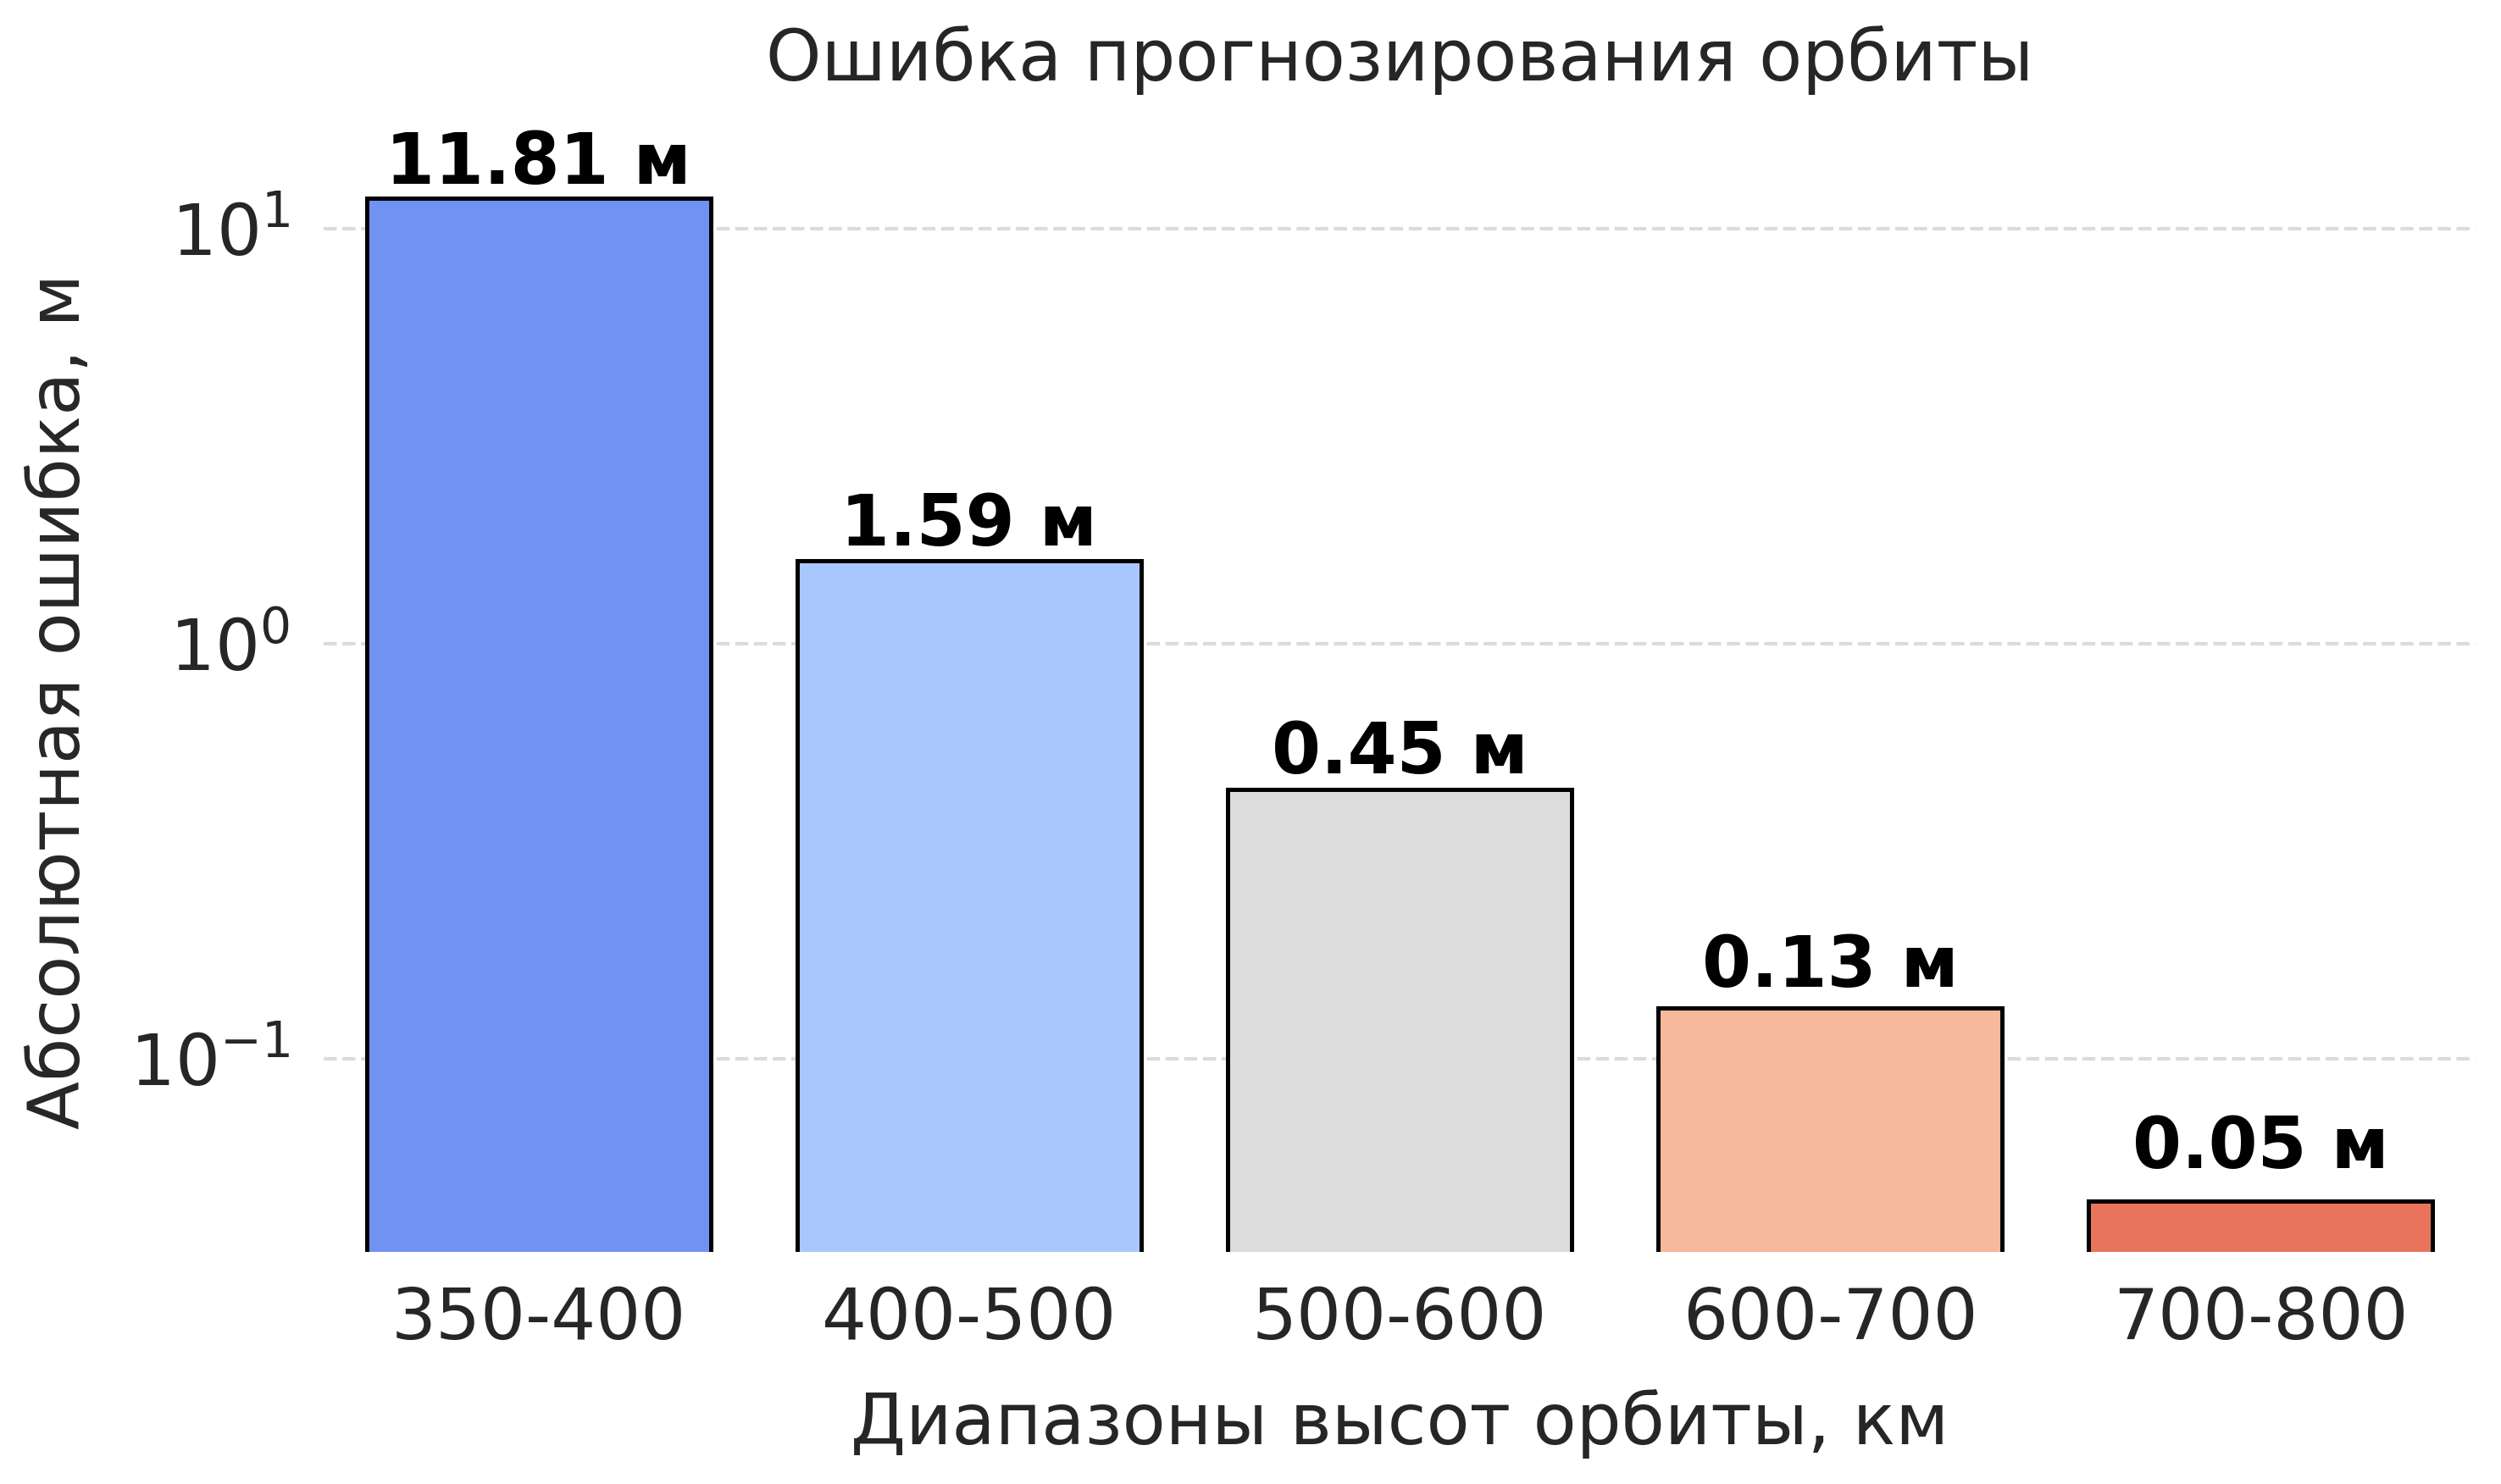 Ошибка прогнозирования орбиты
11.81 м
10¹
1.59 м
10⁰
0.45 м
0.13 м
10⁻¹
0.05 м
Абсолютная ошибка, м
350-400 400-500 500-600 600-700 700-800
Диапазоны высот орбиты, км